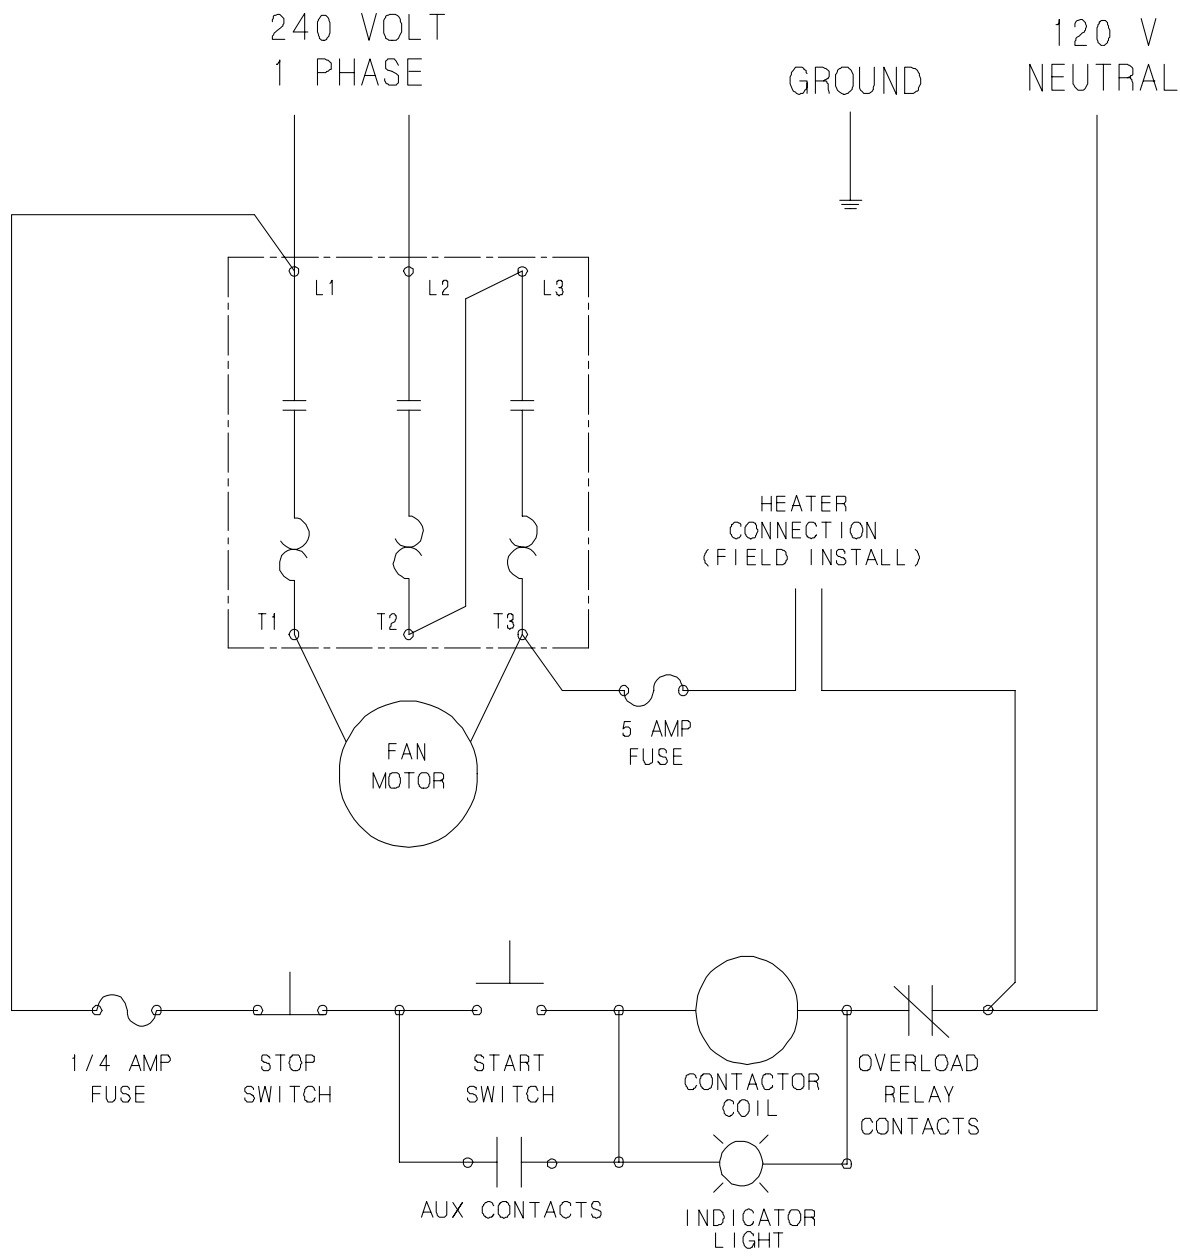 240 VOLT
1 PHASE
GROUND
120 V
NEUTRAL
L1
L2
L3
HEATER
CONNECTION
(FIELD INSTALL)
T1
T2
T3
5 AMP
FUSE
FAN
MOTOR
1/4 AMP
FUSE
STOP
SWITCH
START
SWITCH
CONTACTOR
COIL
OVERLOAD
RELAY
CONTACTS
AUX CONTACTS
INDICATOR
LIGHT